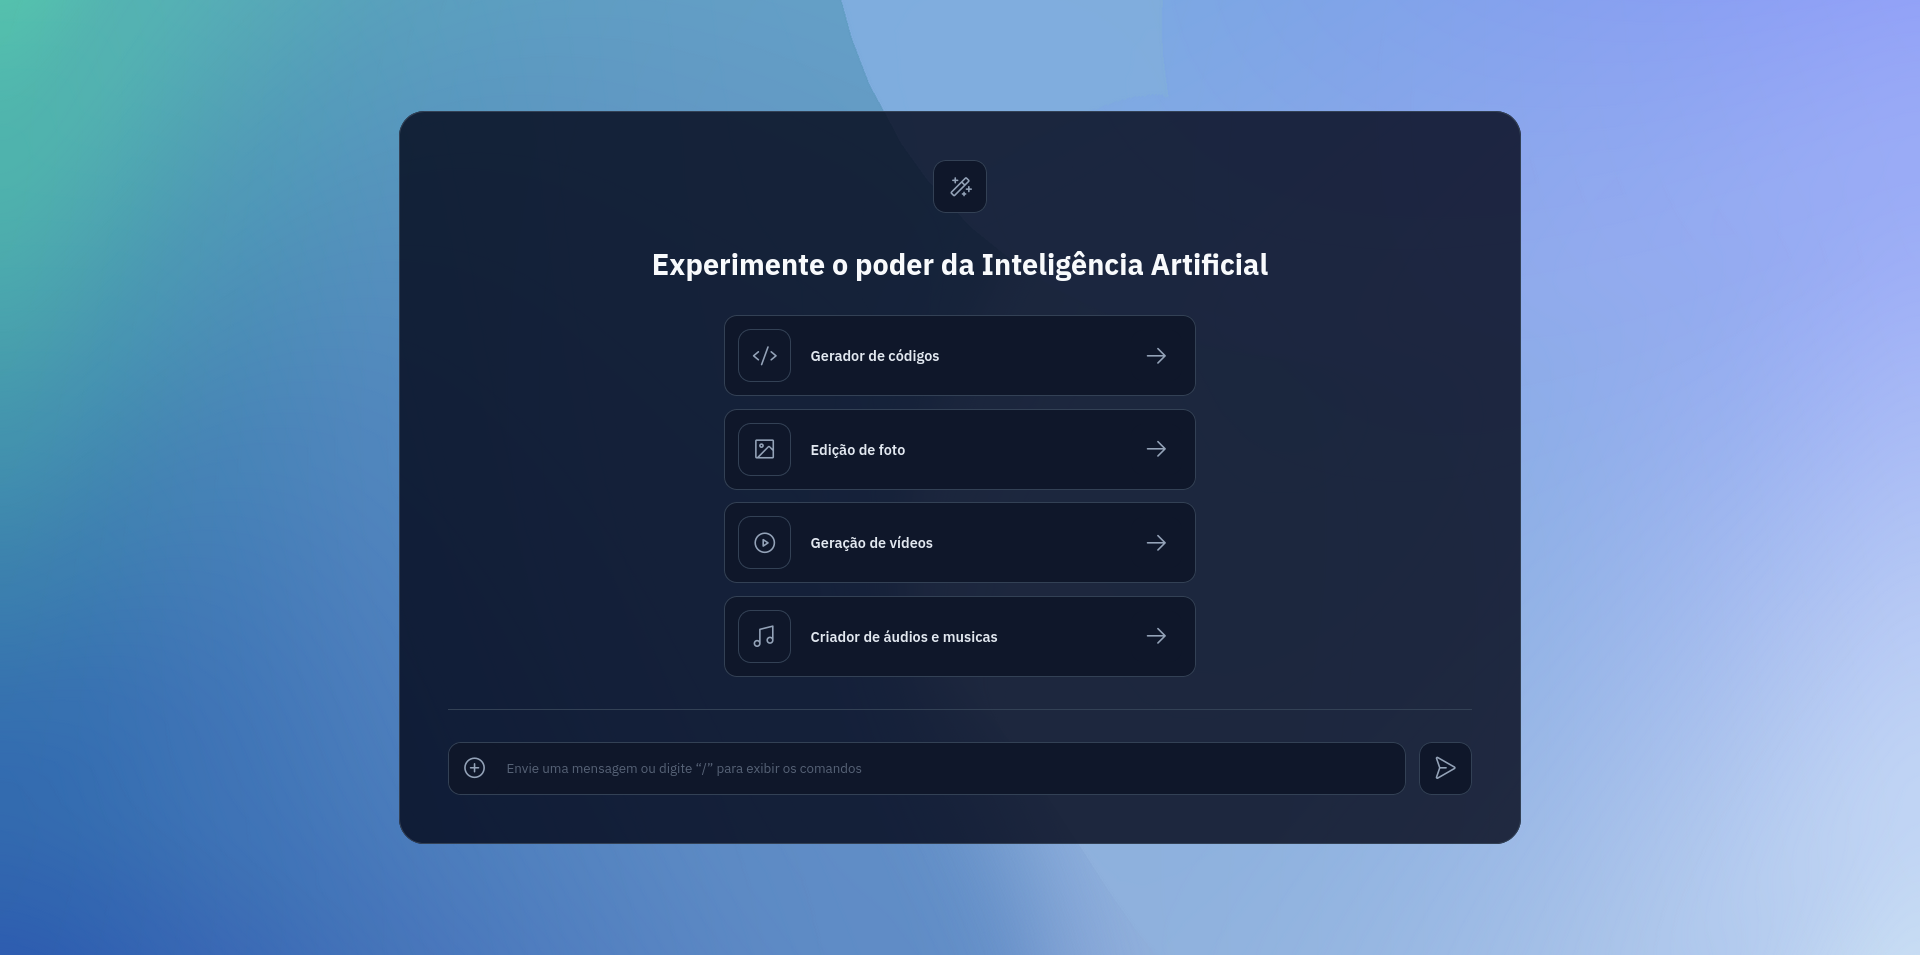 Experimente o poder da Inteligência Artificial
Gerador de códigos
Edição de foto
Geração de vídeos
Criador de áudios e musicas
Envie uma mensagem ou digite “/” para exibir os comandos